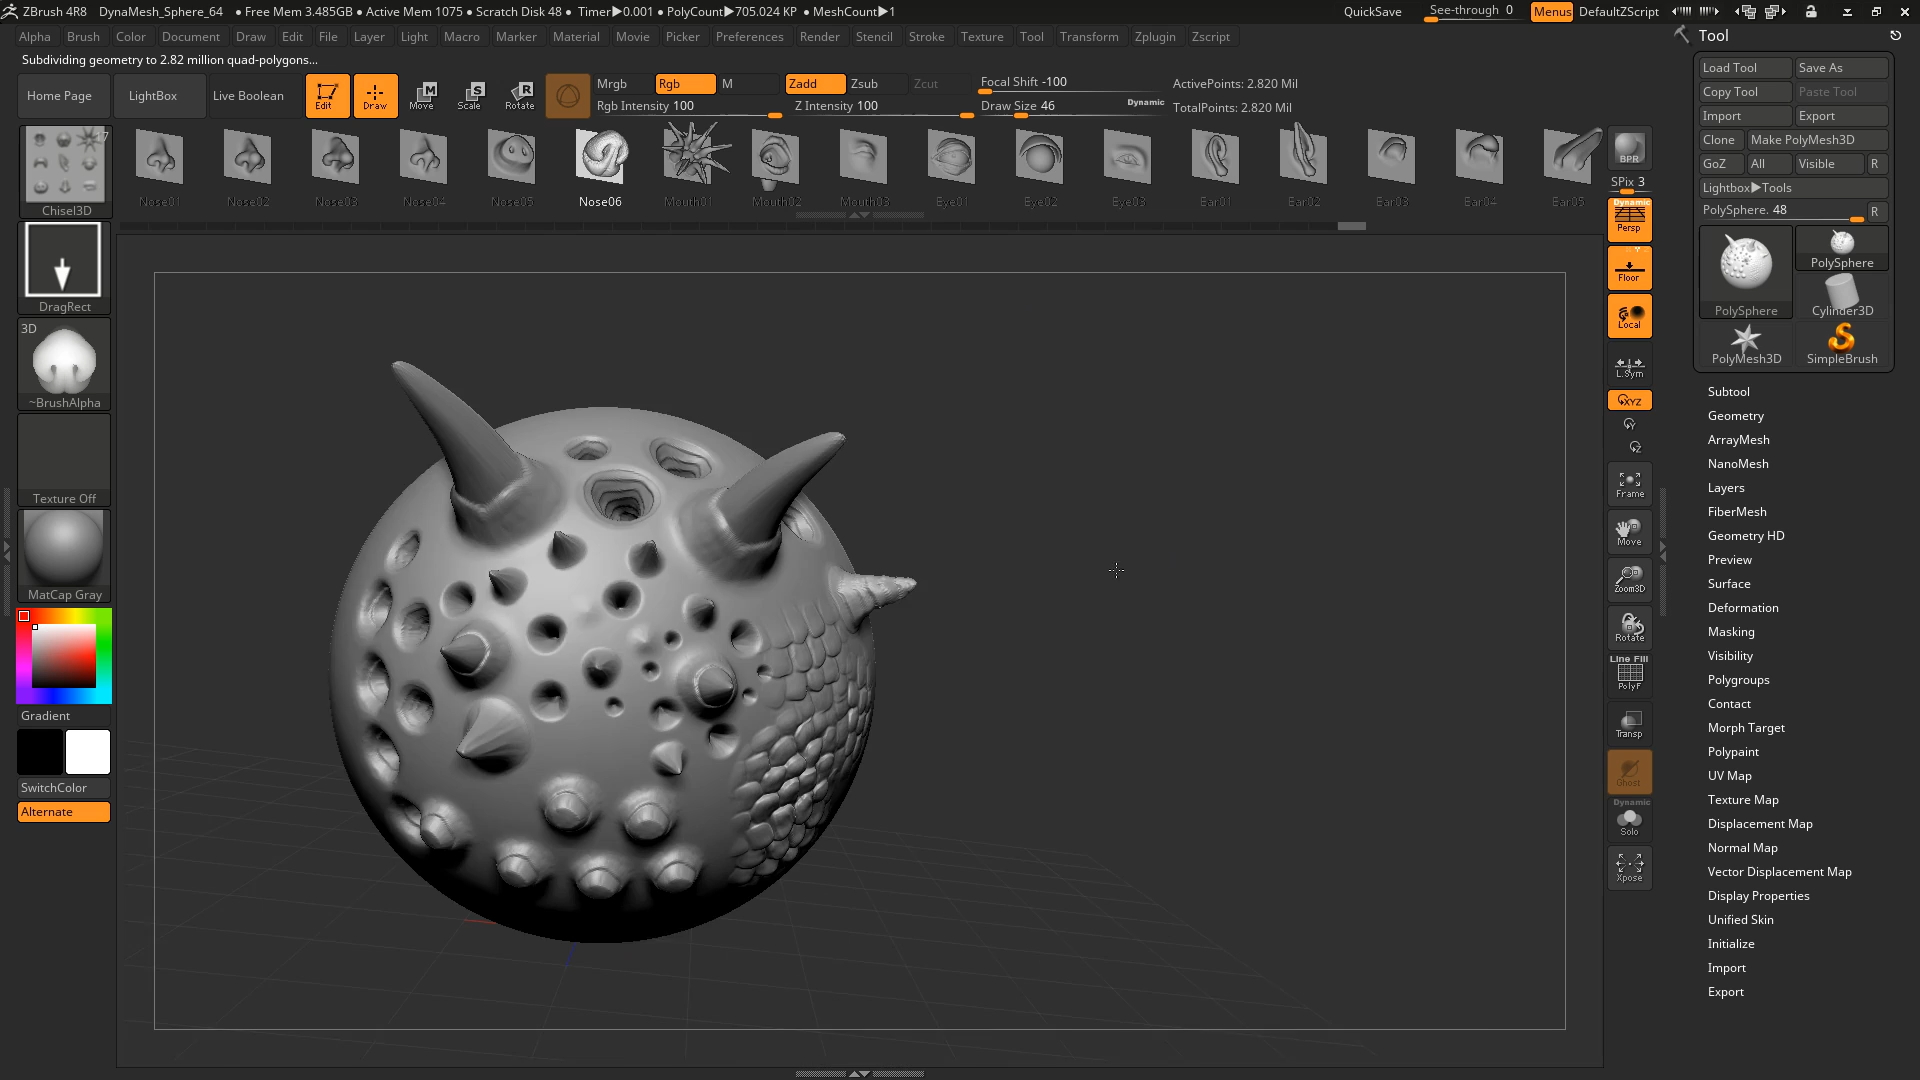 ZBrush 4R8 DynaMesh_Sphere_64 • Free Mem 3.485GB • Active Mem 1075 • Scratch Disk 48 • Timer▶0.001 • PolyCount▶705.024 KP • MeshCount▶1 QuickSave See-through 0 Menus DefaultZScript
Alpha Brush Color Document Draw Edit File Layer Light Macro Marker Material Movie Picker Preferences Render Stencil Stroke Texture Tool Transform Zplugin Zscript
Subdividing geometry to 2.82 million quad-polygons...
Home Page LightBox Live Boolean Edit Draw Move Scale Rotate
M S R
Mrgb Rgb M Zadd Zsub Zcut
Rgb Intensity 100 Z Intensity 100
Focal Shift -100
Draw Size 46 Dynamic
ActivePoints: 2.820 Mil
TotalPoints: 2.820 Mil
17
Chisel3D
Nose01 Nose02 Nose03 Nose04 Nose05 Nose06 Mouth01 Mouth02 Mouth03 Eye01 Eye02 Eye03 Ear01 Ear02 Ear03 Ear04 Ear05
DragRect
3D
~BrushAlpha
Texture Off
MatCap Gray
Gradient
SwitchColor
Alternate
BPR
SPix 3
Dynamic
Persp
Floor
Local
L.Sym
XYZ
Y
Z
Frame
Move
Zoom3D
Rotate
Line Fill
PolyF
Transp
Ghost
Dynamic
Solo
Xpose
Tool
Load Tool Save As
Copy Tool Paste Tool
Import Export
Clone Make PolyMesh3D
GoZ All Visible R
Lightbox▶Tools
PolySphere. 48 R
PolySphere
PolySphere Cylinder3D
PolyMesh3D SimpleBrush
Subtool
Geometry
ArrayMesh
NanoMesh
Layers
FiberMesh
Geometry HD
Preview
Surface
Deformation
Masking
Visibility
Polygroups
Contact
Morph Target
Polypaint
UV Map
Texture Map
Displacement Map
Normal Map
Vector Displacement Map
Display Properties
Unified Skin
Initialize
Import
Export